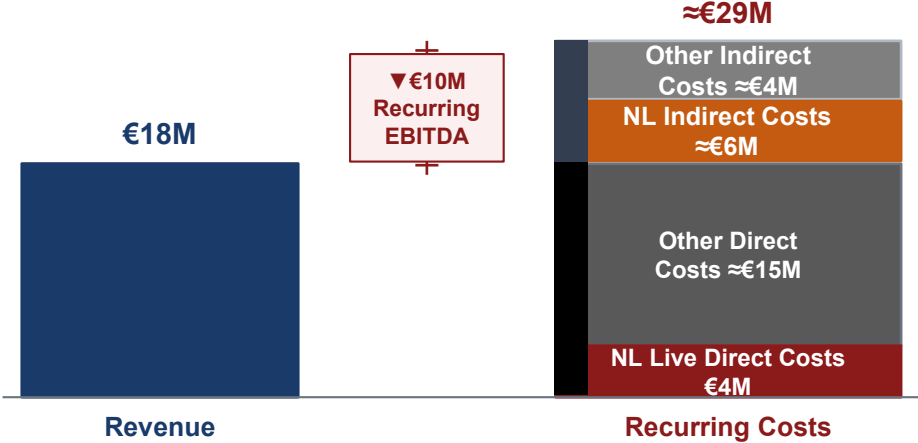 ≈€29M
Other Indirect
Costs ≈€4M
▼€10M
Recurring
EBITDA
NL Indirect Costs
≈€6M
€18M
Other Direct
Costs ≈€15M
NL Live Direct Costs
€4M
Revenue
Recurring Costs